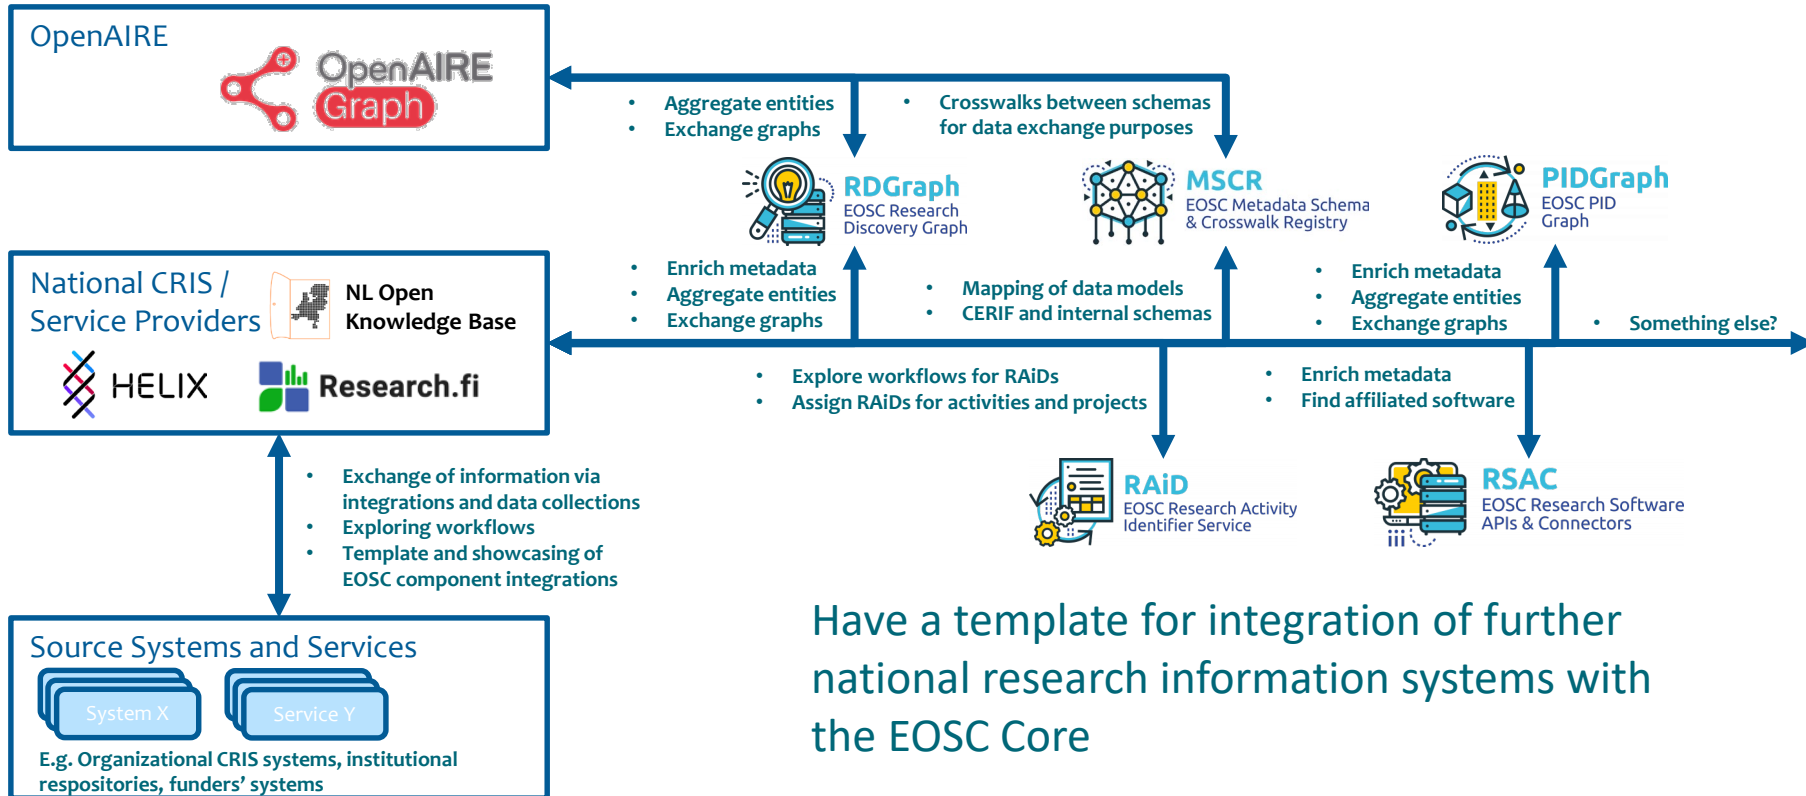 OpenAIRE
OpenAIRE
Graph
• Aggregate entities
• Exchange graphs
• Crosswalks between schemas
for data exchange purposes
RDGraph
EOSC Research
Discovery Graph
MSCR
EOSC Metadata Schema
& Crosswalk Registry
PIDGraph
EOSC PID
Graph
National CRIS /
Service Providers
NL Open
Knowledge Base
HELIX
Research.fi
• Enrich metadata
• Aggregate entities
• Exchange graphs
• Mapping of data models
• CERIF and internal schemas
• Enrich metadata
• Aggregate entities
• Exchange graphs
• Something else?
• Explore workflows for RAiDs
• Assign RAiDs for activities and projects
• Enrich metadata
• Find affiliated software
RAiD
EOSC Research Activity
Identifier Service
RSAC
EOSC Research Software
APIs & Connectors
• Exchange of information via
integrations and data collections
• Exploring workflows
• Template and showcasing of
EOSC component integrations
Source Systems and Services
System X
Service Y
E.g. Organizational CRIS systems, institutional
respositories, funders’ systems
Have a template for integration of further
national research information systems with
the EOSC Core